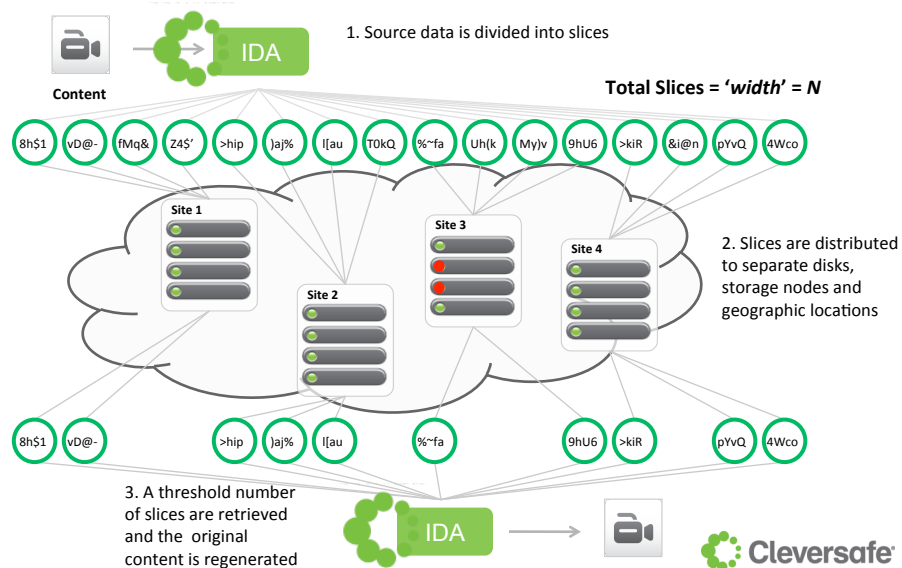 1. Source data is divided into slices
IDA
Content
Total Slices = ‘width’ = N
8h$1
vD@-
fMq&
Z4$’
>hip
)aj%
I[au
T0kQ
%~fa
Uh(k
My)v
9hU6
>kiR
&i@n
pYvQ
4Wco
Site 1
Site 2
Site 3
Site 4
2. Slices are distributed
to separate disks,
storage nodes and
geographic locations
8h$1
vD@-
>hip
)aj%
I[au
%~fa
9hU6
>kiR
pYvQ
4Wco
3. A threshold number
of slices are retrieved
and the original
content is regenerated
IDA
Cleversafe®